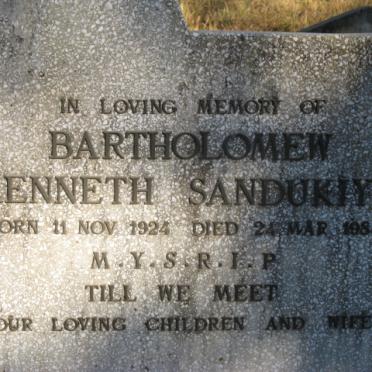 IN LOVING MEMORY OF
BARTHOLOMEW
ENNETH SANDUKIY
ORN 11 NOV 1924 DIED 24 MAR 198
M.Y.S.R.I.P
TILL WE MEET
OUR LOVING CHILDREN AND WIFE